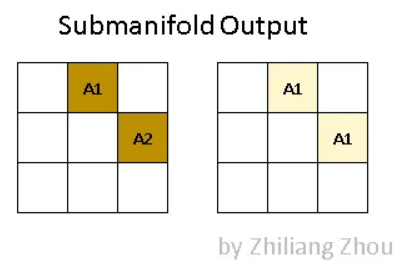 Submanifold Output
A1 A1
A2 A1
by Zhiliang Zhou